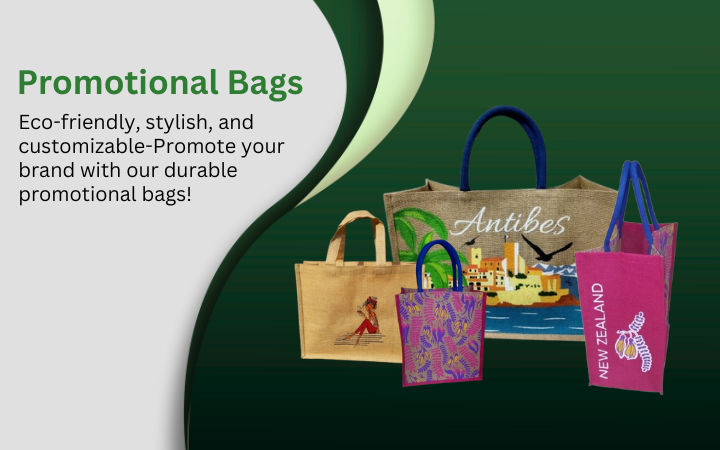 Promotional Bags
Eco-friendly, stylish, and
customizable-Promote your
brand with our durable
promotional bags!
Antibes
NEW ZEALAND